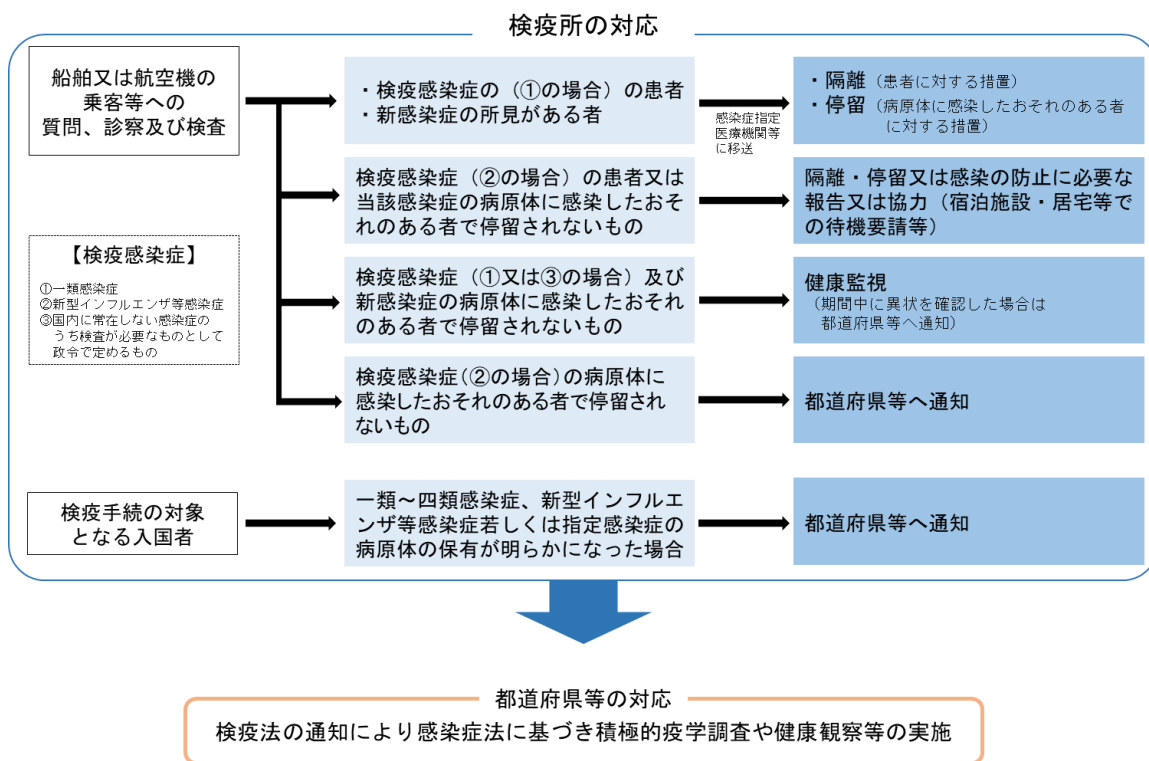 検疫所の対応
船舶又は航空機の
乗客等への
質問、診察及び検査
・検疫感染症の（①の場合）の患者
・新感染症の所見がある者
感染症指定
医療機関等
に移送
・隔離（患者に対する措置）
・停留（病原体に感染したおそれのある者
に対する措置）
検疫感染症（②の場合）の患者又は
当該感染症の病原体に感染したおそ
れのある者で停留されないもの
隔離・停留又は感染の防止に必要な
報告又は協力（宿泊施設・居宅等で
の待機要請等）
【検疫感染症】
①一類感染症
②新型インフルエンザ等感染症
③国内に常在しない感染症の
うち検査が必要なものとして
政令で定めるもの
検疫感染症（①又は③の場合）及び
新感染症の病原体に感染したおそれ
のある者で停留されないもの
健康監視
（期間中に異状を確認した場合は
都道府県等へ通知）
検疫感染症(②の場合)の病原体に
感染したおそれのある者で停留され
ないもの
都道府県等へ通知
検疫手続の対象
となる入国者
一類～四類感染症、新型インフルエ
ンザ等感染症若しくは指定感染症の
病原体の保有が明らかになった場合
都道府県等へ通知
都道府県等の対応
検疫法の通知により感染症法に基づき積極的疫学調査や健康観察等の実施